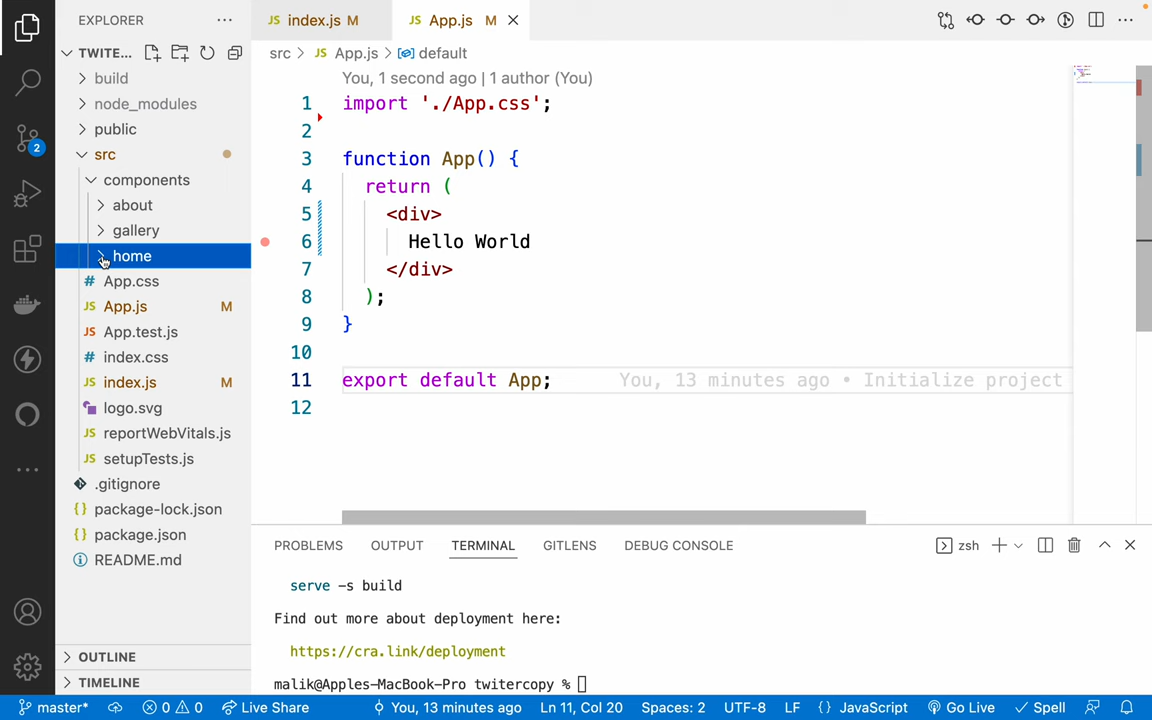 EXPLORER
TWITE...
build
node_modules
public
src
components
about
gallery
home
App.css
App.js M
App.test.js
index.css
index.js M
logo.svg
reportWebVitals.js
setupTests.js
.gitignore
package-lock.json
package.json
README.md
OUTLINE
TIMELINE
2
JS index.js M
JS App.js M
src > JS App.js > default
You, 1 second ago | 1 author (You)
1 import './App.css';
2
3 function App() {
4 return (
5 <div>
6 Hello World
7 </div>
8 );
9 }
10
11 export default App; You, 13 minutes ago • Initialize project
12
PROBLEMS OUTPUT TERMINAL GITLENS DEBUG CONSOLE zsh
serve -s build
Find out more about deployment here:
https://cra.link/deployment
malik@Apples-MacBook-Pro twitercopy %
master* 0 0 Live Share You, 13 minutes ago Ln 11, Col 20 Spaces: 2 UTF-8 LF {} JavaScript Go Live Spell